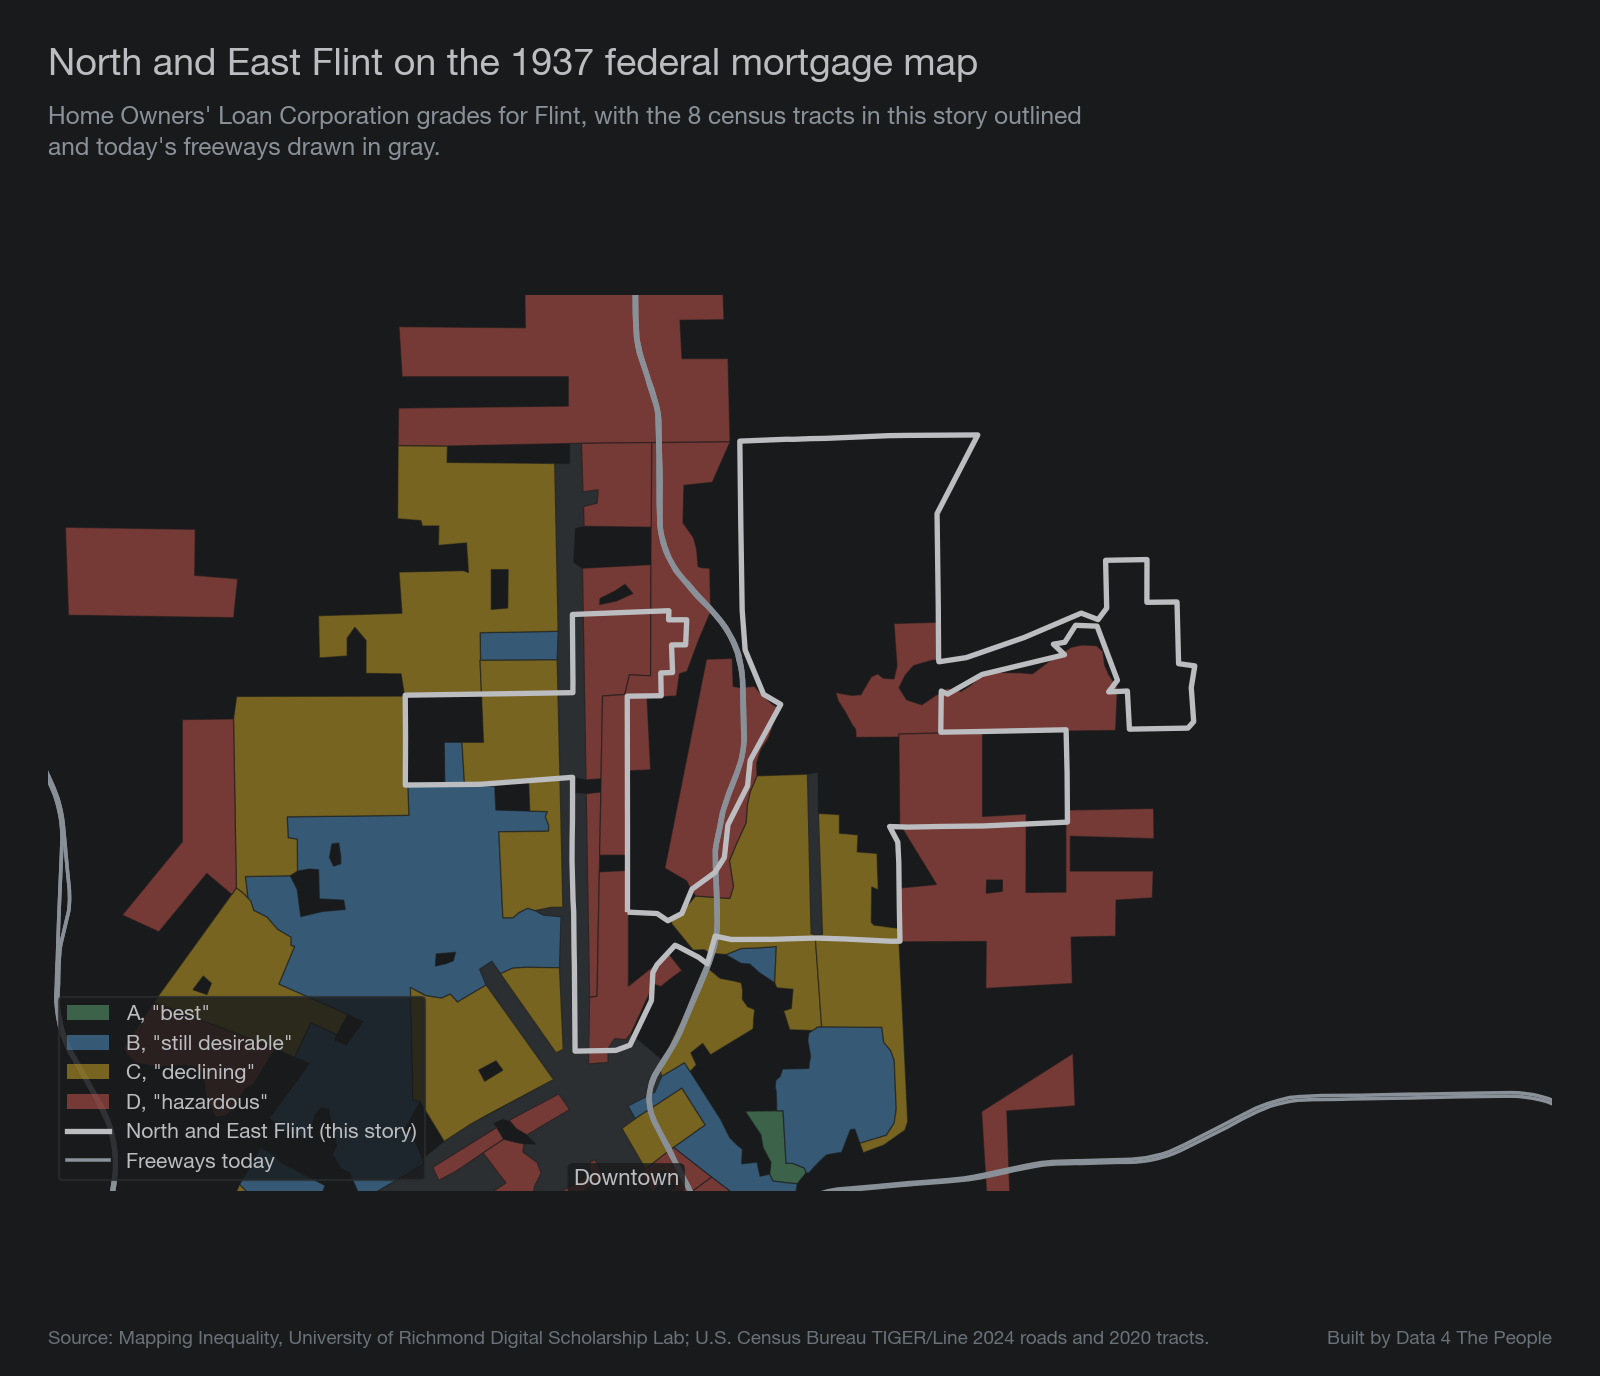 North and East Flint on the 1937 federal mortgage map
Home Owners' Loan Corporation grades for Flint, with the 8 census tracts in this story outlined
and today's freeways drawn in gray.
A, "best"
B, "still desirable"
C, "declining"
D, "hazardous"
North and East Flint (this story)
Freeways today
Downtown
Source: Mapping Inequality, University of Richmond Digital Scholarship Lab; U.S. Census Bureau TIGER/Line 2024 roads and 2020 tracts.
Built by Data 4 The People